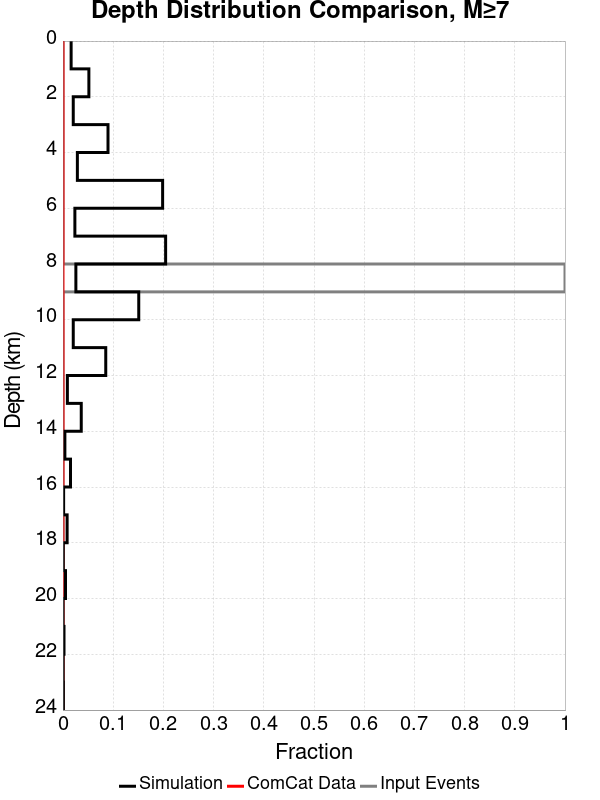 Depth Distribution Comparison, M≥7
0
2
4
6
8
10
12
14
16
18
20
22
24
Depth (km)
0 0.1 0.2 0.3 0.4 0.5 0.6 0.7 0.8 0.9 1
Fraction
Simulation ComCat Data Input Events